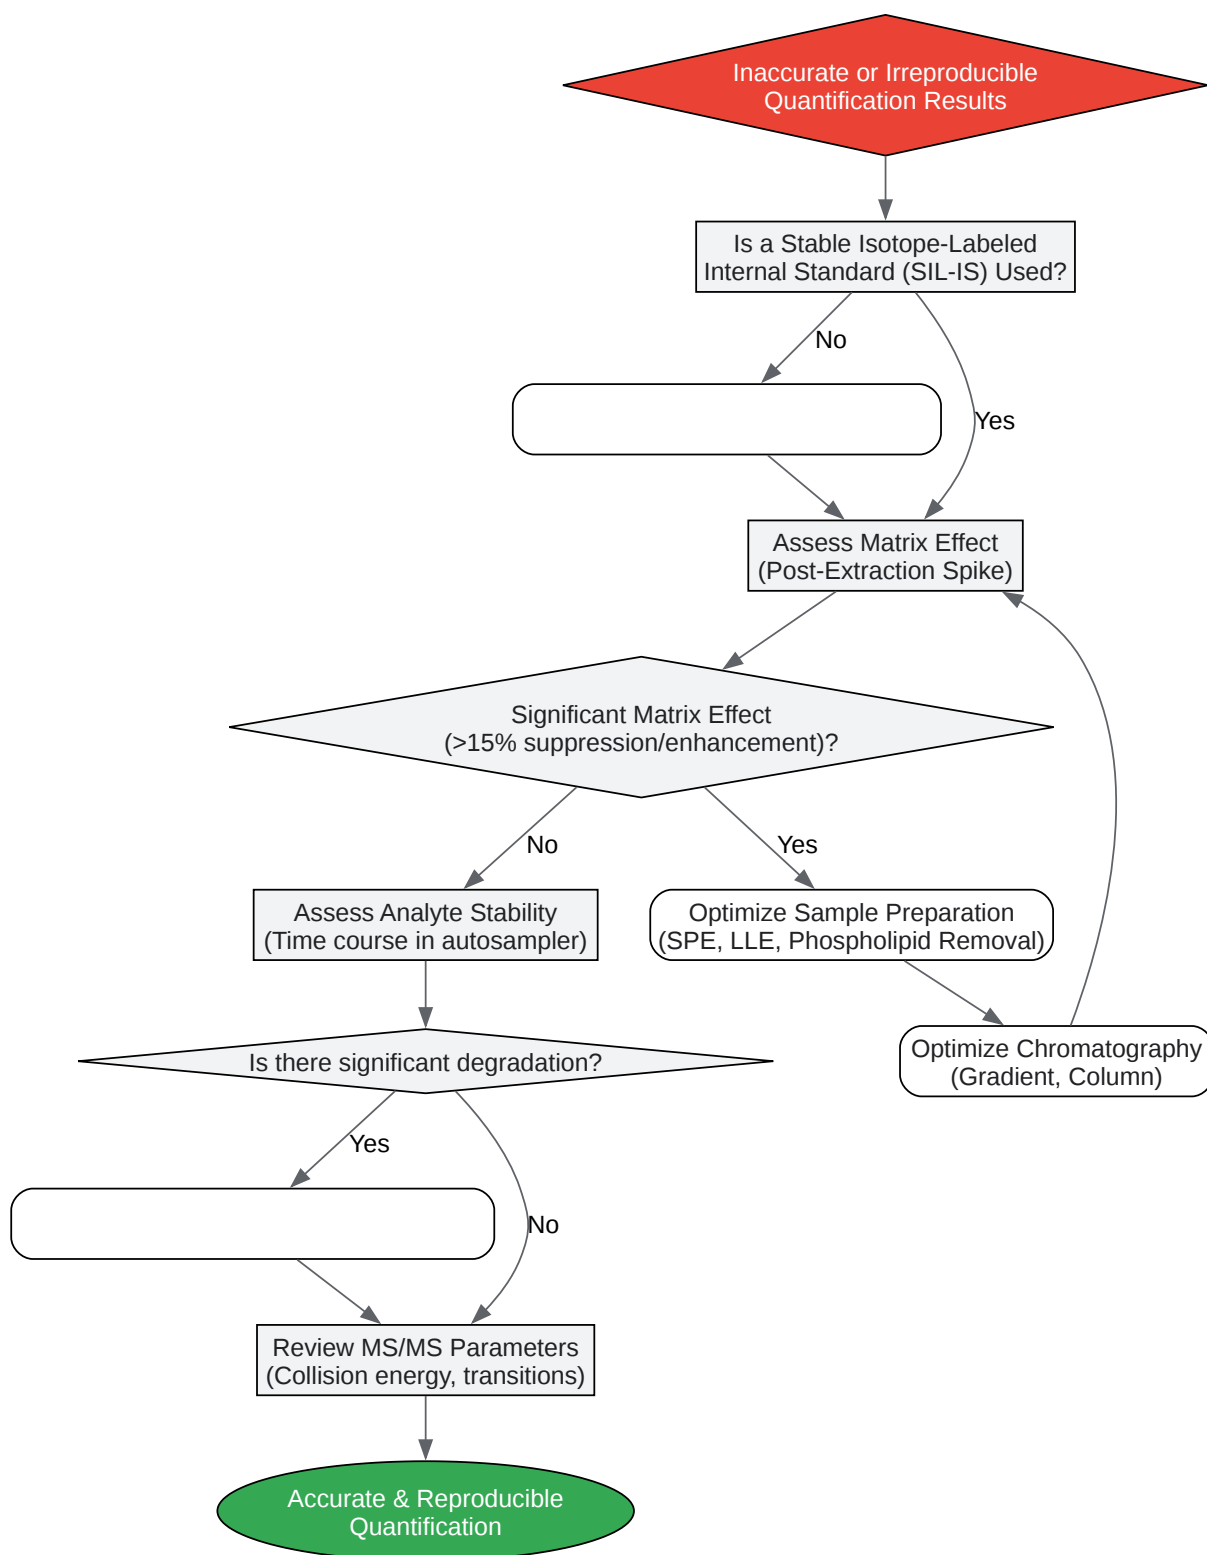 Inaccurate or Irreproducible
Quantification Results
Is a Stable Isotope-Labeled
Internal Standard (SIL-IS) Used?
No
Yes
Assess Matrix Effect
(Post-Extraction Spike)
Significant Matrix Effect
(>15% suppression/enhancement)?
No
Yes
Assess Analyte Stability
(Time course in autosampler)
Optimize Sample Preparation
(SPE, LLE, Phospholipid Removal)
Optimize Chromatography
(Gradient, Column)
Is there significant degradation?
Yes
No
Review MS/MS Parameters
(Collision energy, transitions)
Accurate & Reproducible
Quantification